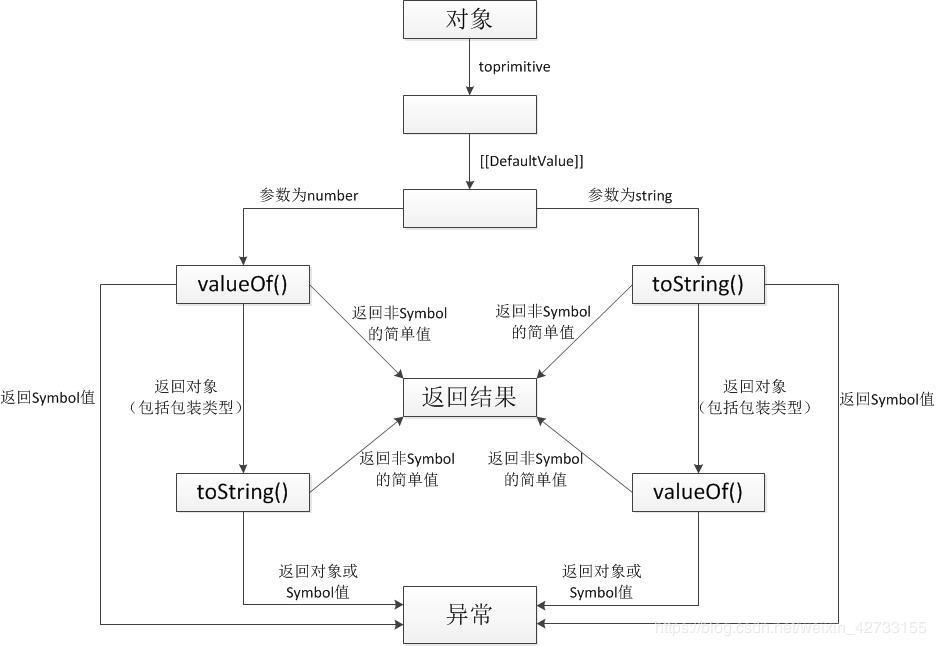 对象
toprimitive
[[DefaultValue]]
参数为number
参数为string
valueOf()
toString()
返回非Symbol
的简单值
返回非Symbol
的简单值
返回Symbol值
返回对象
（包括包装类型）
返回结果
返回对象
（包括包装类型）
返回Symbol值
返回非Symbol
的简单值
返回非Symbol
的简单值
toString()
valueOf()
返回对象或
Symbol值
返回对象或
Symbol值
异常
https://blog.csdn.net/weixin_42733155